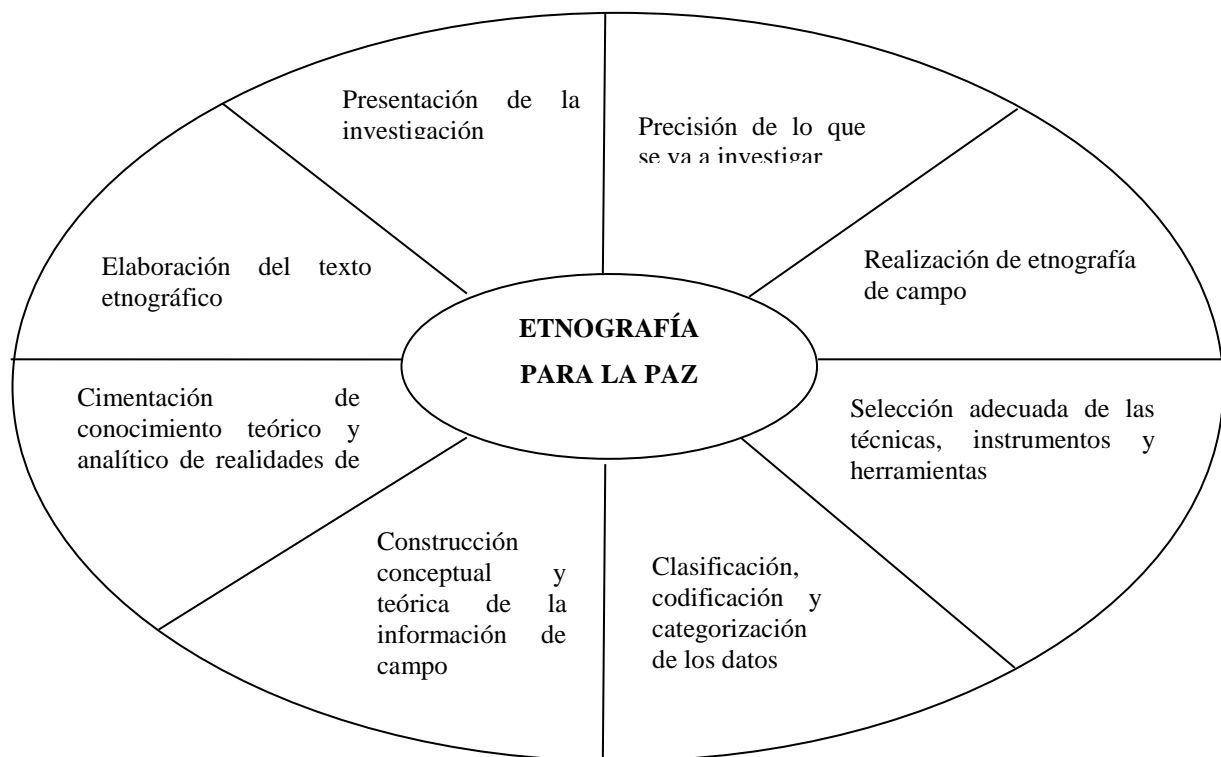 Presentación de la
investigación
Precisión de lo que
se va a investigar
Elaboración del texto
etnográfico
Realización de etnografía
de campo
ETNOGRAFÍA
PARA LA PAZ
Cimentación de
conocimiento teórico y
analítico de realidades de
Selección adecuada de las
técnicas, instrumentos y
herramientas
Construcción
conceptual y
teórica de la
información de
campo
Clasificación,
codificación y
categorización
de los datos